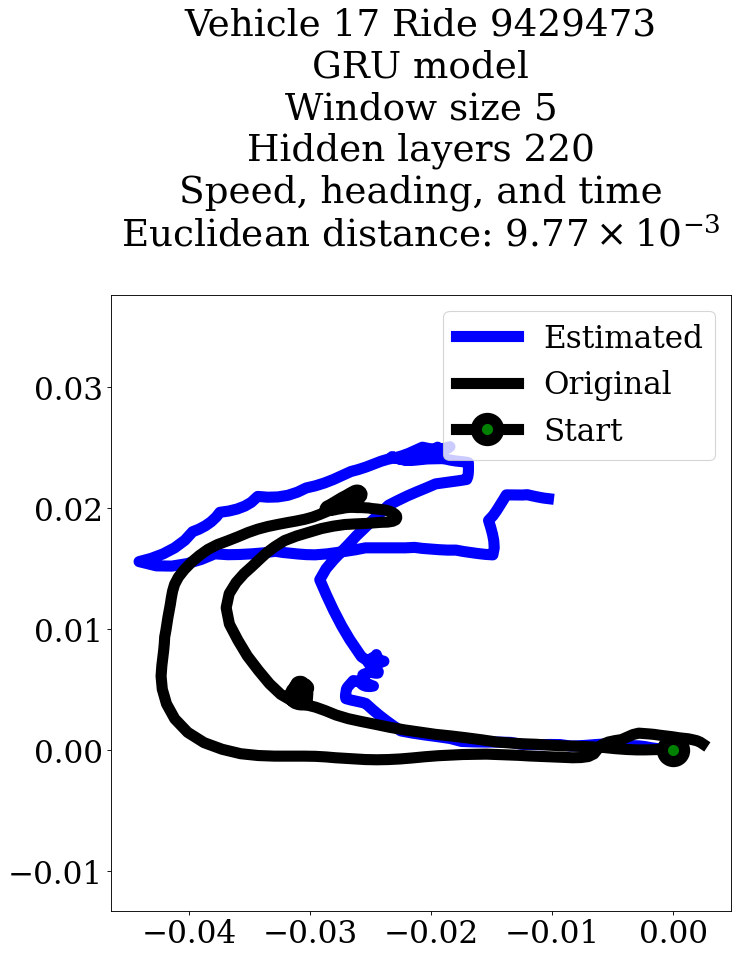 Vehicle 17 Ride 9429473
GRU model
Window size 5
Hidden layers 220
Speed, heading, and time
Euclidean distance: 9.77 × 10⁻³
Estimated
Original
Start
0.03
0.02
0.01
0.00
−0.01
−0.04 −0.03 −0.02 −0.01 0.00